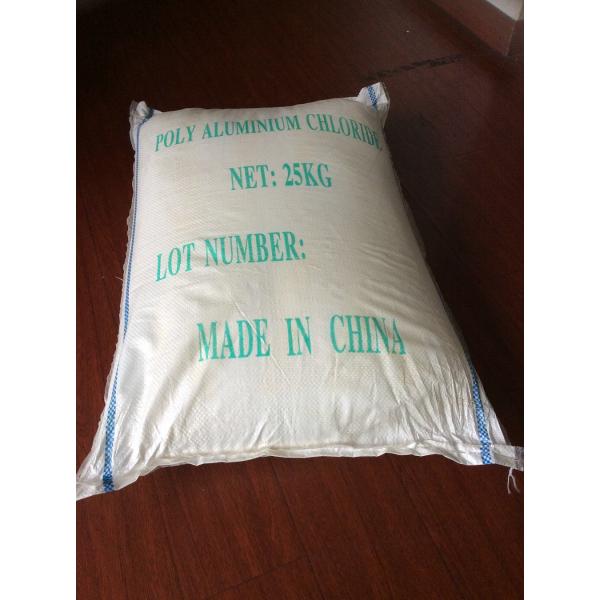 POLY ALUMINIUM CHLORIDE
NET: 25KG
LOT NUMBER:
MADE IN CHINA